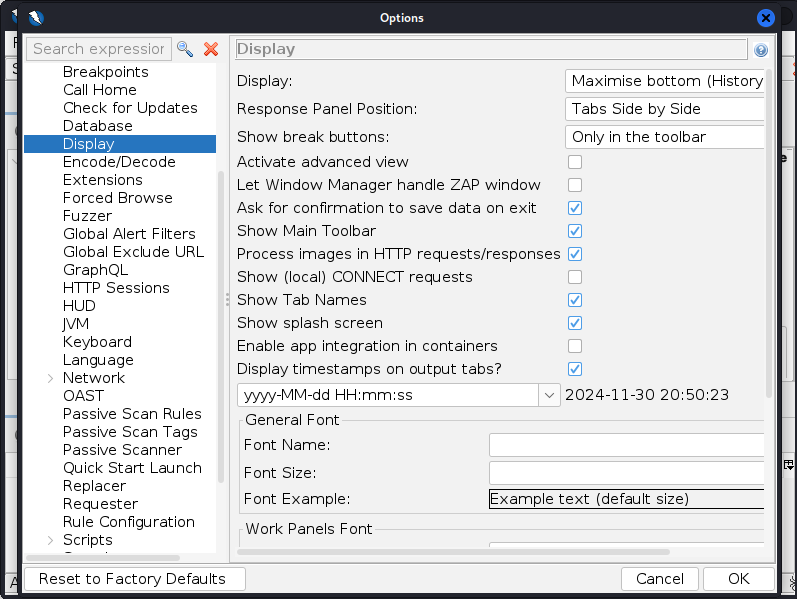 Options
Search expression
Breakpoints
Call Home
Check for Updates
Database
Display
Encode/Decode
Extensions
Forced Browse
Fuzzer
Global Alert Filters
Global Exclude URL
GraphQL
HTTP Sessions
HUD
JVM
Keyboard
Language
Network
OAST
Passive Scan Rules
Passive Scan Tags
Passive Scanner
Quick Start Launch
Replacer
Requester
Rule Configuration
Scripts
Display
Display: Maximise bottom (History
Response Panel Position: Tabs Side by Side
Show break buttons: Only in the toolbar
Activate advanced view
Let Window Manager handle ZAP window
Ask for confirmation to save data on exit
Show Main Toolbar
Process images in HTTP requests/responses
Show (local) CONNECT requests
Show Tab Names
Show splash screen
Enable app integration in containers
Display timestamps on output tabs?
yyyy-MM-dd HH:mm:ss 2024-11-30 20:50:23
General Font
Font Name:
Font Size:
Font Example: Example text (default size)
Work Panels Font
Reset to Factory Defaults Cancel OK